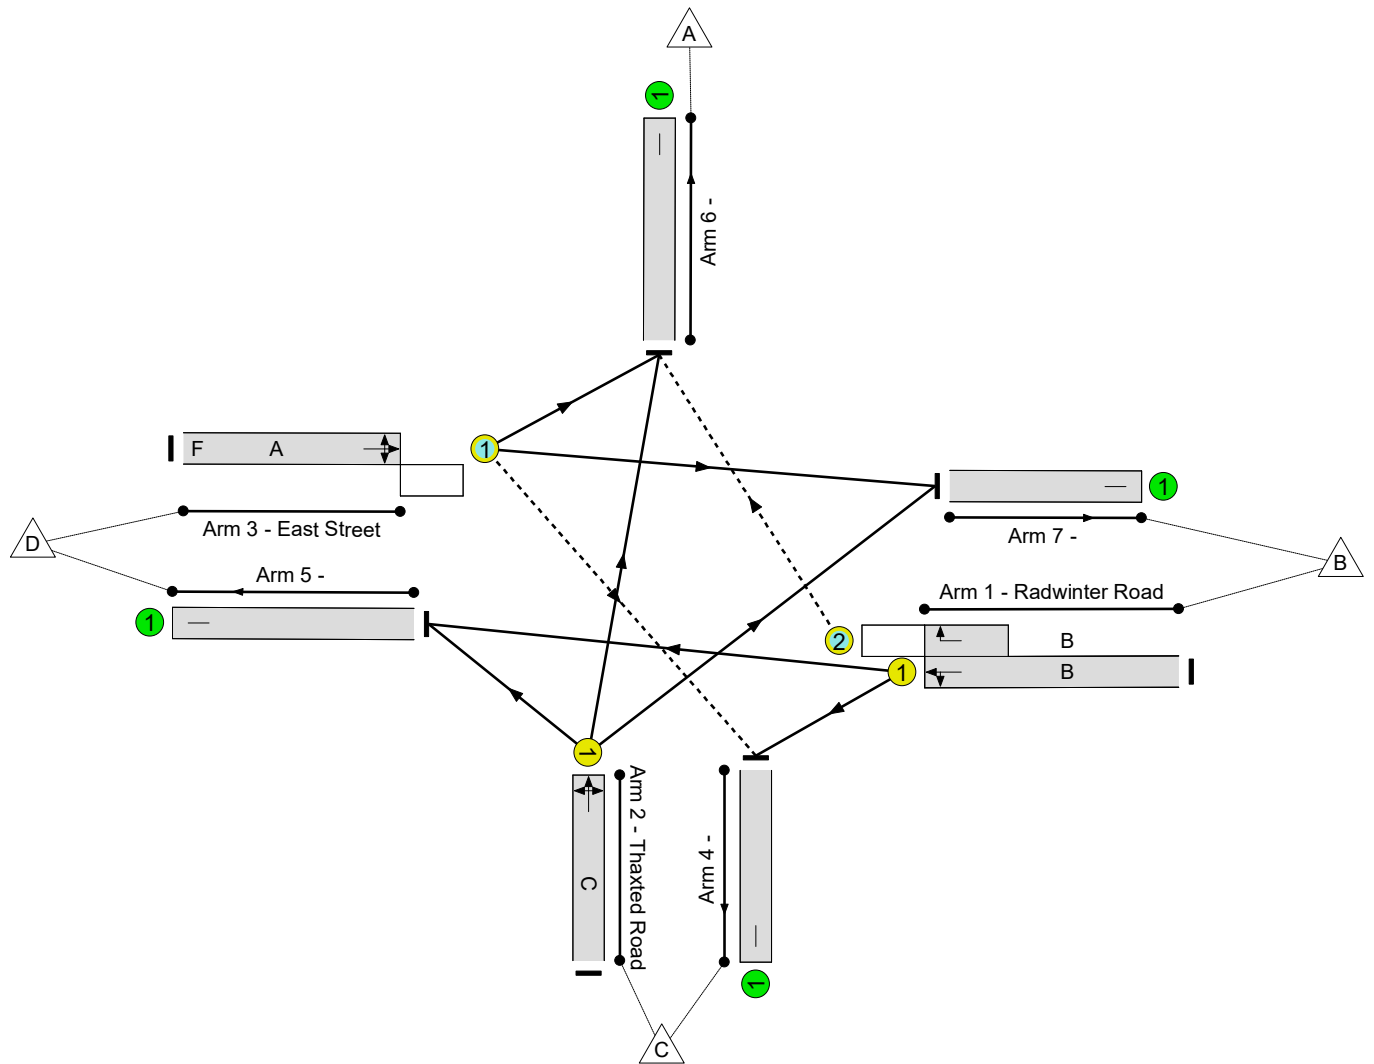 A
1
Arm 6 -
F A
1
1
Arm 7 -
Arm 3 - East Street
D
B
Arm 5 -
Arm 1 - Radwinter Road
1
2
B
1
B
1
Arm 2 - Thaxted Road
Arm 4 -
C
1
C